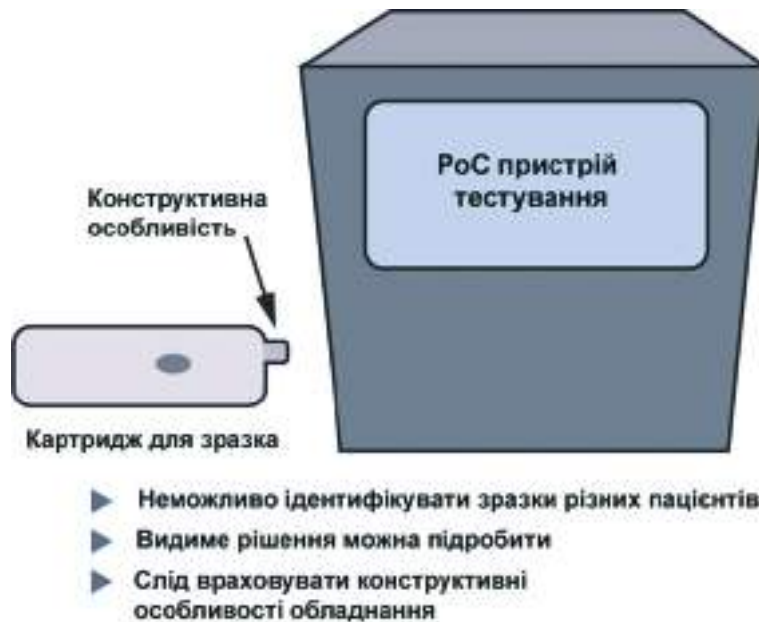 PoC пристрій
тестування
Конструктивна
особливість
Картридж для зразка
Неможливо ідентифікувати зразки різних пацієнтів
Видиме рішення можна підробити
Слід враховувати конструктивні
особливості обладнання